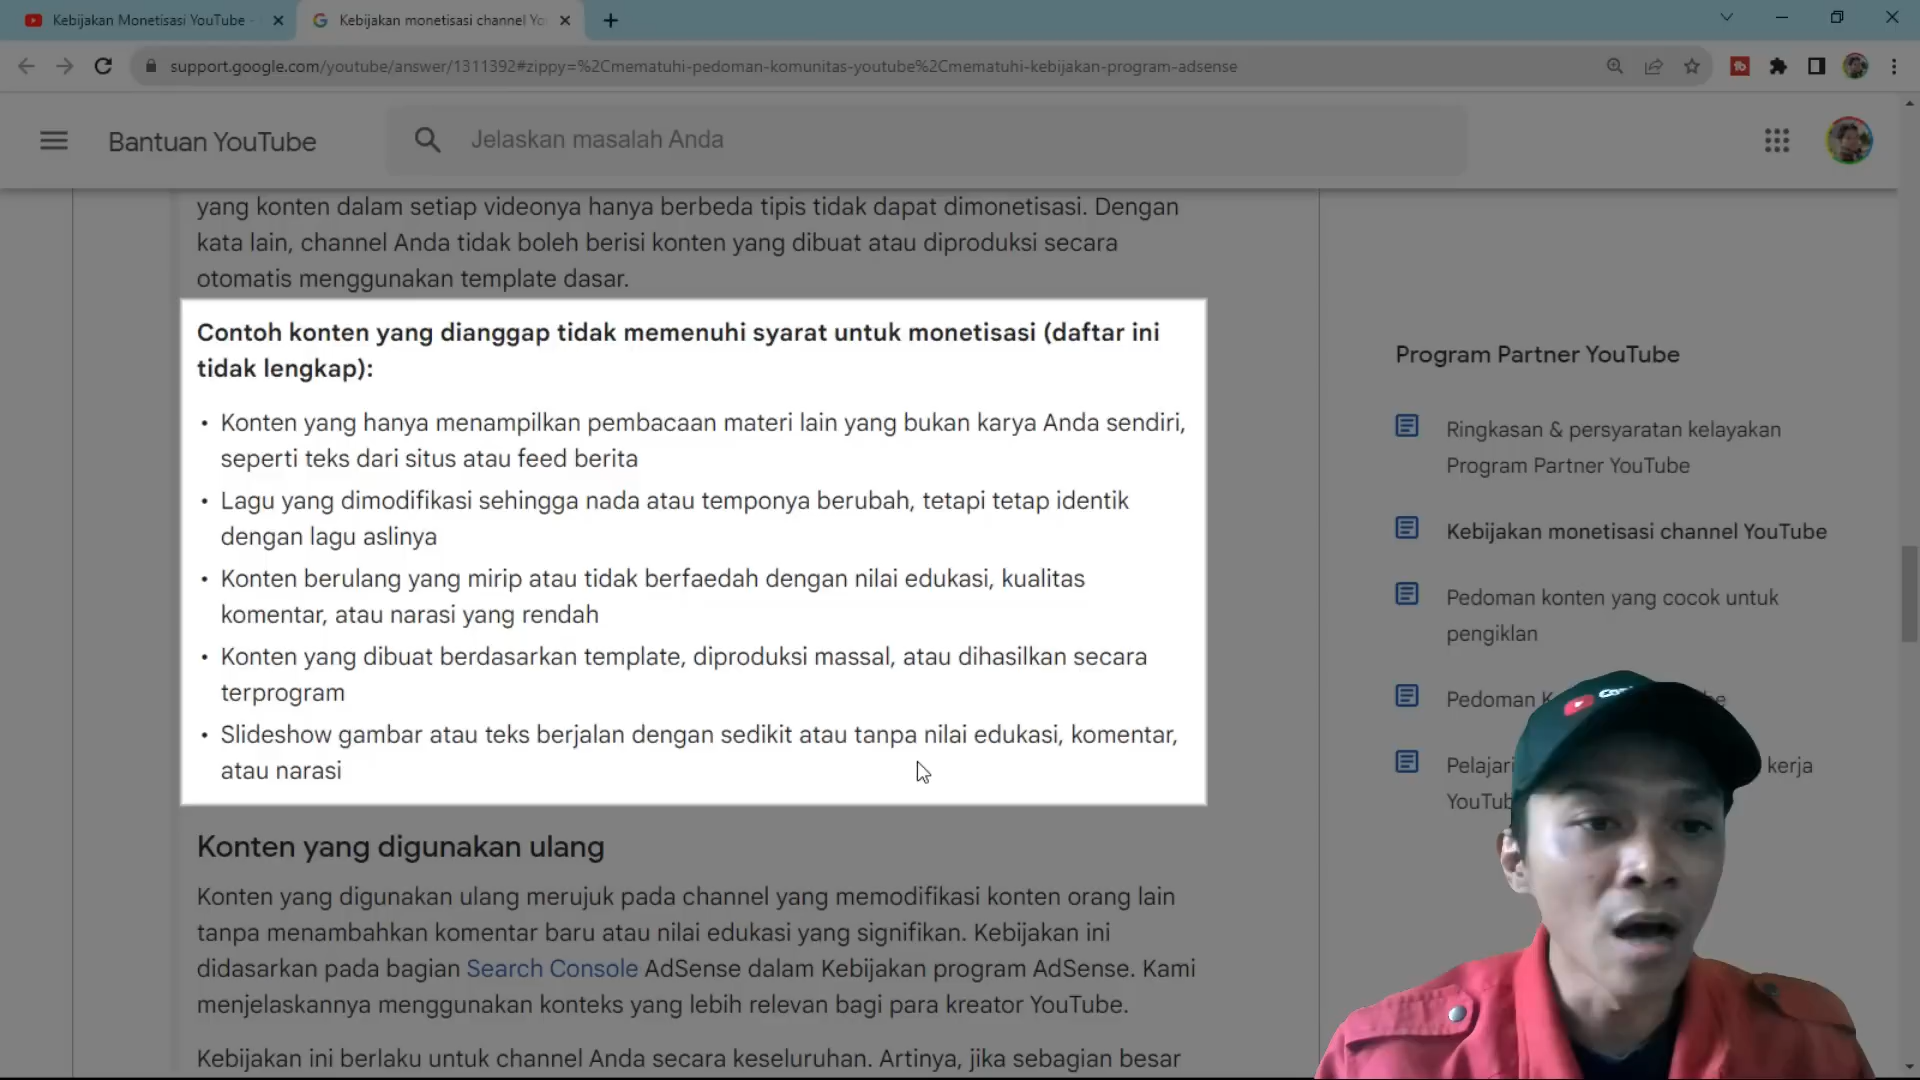 Kebijakan Monetisasi YouTube -
Kebijakan monetisasi channel Yo
support.google.com/youtube/answer/1311392#zippy=%2Cmematuhi-pedoman-komunitas-youtube%2Cmematuhi-kebijakan-program-adsense
Bantuan YouTube
Jelaskan masalah Anda
yang konten dalam setiap videonya hanya berbeda tipis tidak dapat dimonetisasi. Dengan
kata lain, channel Anda tidak boleh berisi konten yang dibuat atau diproduksi secara
otomatis menggunakan template dasar.
Contoh konten yang dianggap tidak memenuhi syarat untuk monetisasi (daftar ini
tidak lengkap):
• Konten yang hanya menampilkan pembacaan materi lain yang bukan karya Anda sendiri,
seperti teks dari situs atau feed berita
• Lagu yang dimodifikasi sehingga nada atau temponya berubah, tetapi tetap identik
dengan lagu aslinya
• Konten berulang yang mirip atau tidak berfaedah dengan nilai edukasi, kualitas
komentar, atau narasi yang rendah
• Konten yang dibuat berdasarkan template, diproduksi massal, atau dihasilkan secara
terprogram
• Slideshow gambar atau teks berjalan dengan sedikit atau tanpa nilai edukasi, komentar,
atau narasi
Konten yang digunakan ulang
Konten yang digunakan ulang merujuk pada channel yang memodifikasi konten orang lain
tanpa menambahkan komentar baru atau nilai edukasi yang signifikan. Kebijakan ini
didasarkan pada bagian Search Console AdSense dalam Kebijakan program AdSense. Kami
menjelaskannya menggunakan konteks yang lebih relevan bagi para kreator YouTube.
Kebijakan ini berlaku untuk channel Anda secara keseluruhan. Artinya, jika sebagian besar
Program Partner YouTube
Ringkasan & persyaratan kelayakan
Program Partner YouTube
Kebijakan monetisasi channel YouTube
Pedoman konten yang cocok untuk
pengiklan
Pedoman
kerja